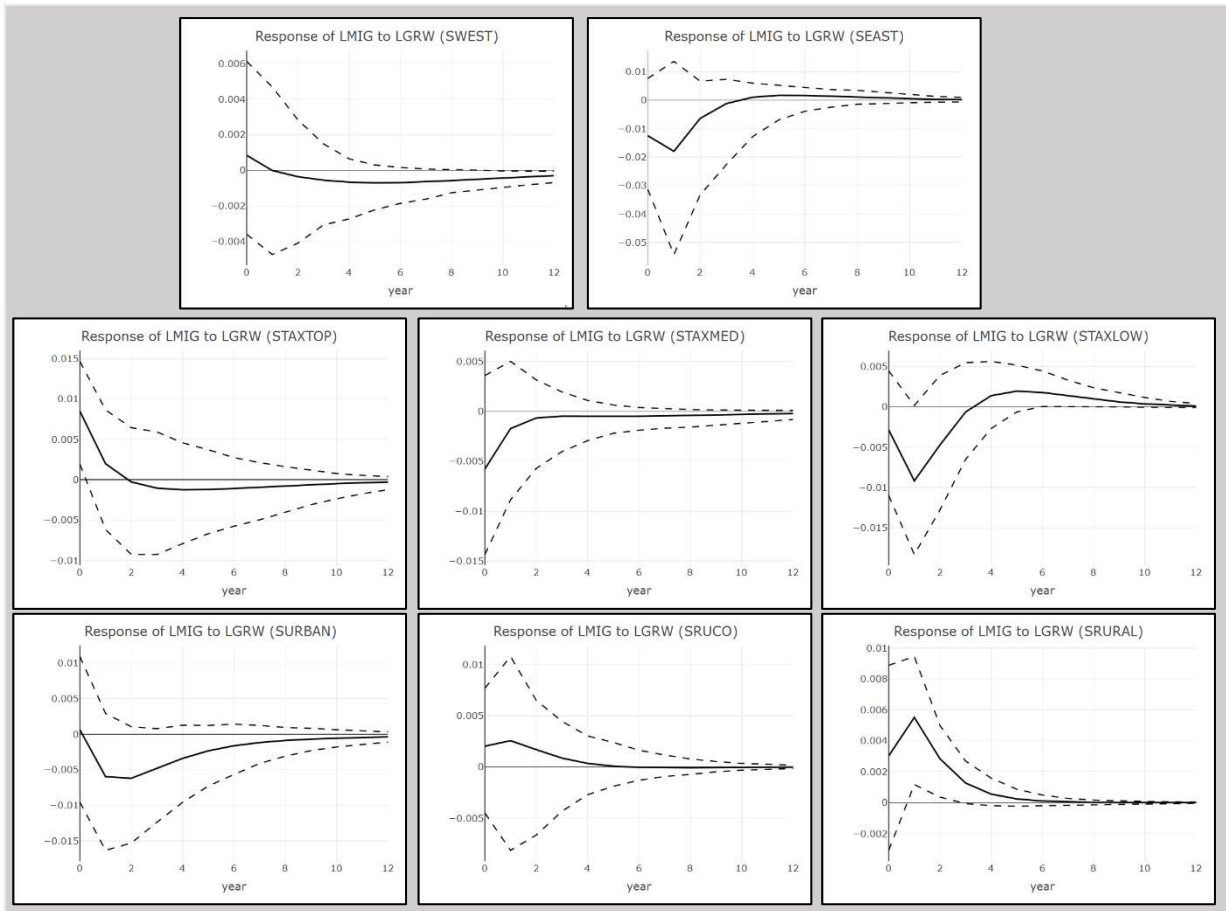 Response of LMIG to LGRW (SWEST)
0.006
0.004
0.002
0
−0.002
−0.004
0 2 4 6 8 10 12
year
Response of LMIG to LGRW (SEAST)
0.01
0
−0.01
−0.02
−0.03
−0.04
−0.05
0 2 4 6 8 10 12
year
Response of LMIG to LGRW (STAXTOP)
0.015
0.01
0.005
0
−0.005
−0.01
0 2 4 6 8 10 12
year
Response of LMIG to LGRW (STAXMED)
0.005
0
−0.005
−0.01
−0.015
0 2 4 6 8 10 12
year
Response of LMIG to LGRW (STAXLOW)
0.005
0
−0.005
−0.01
−0.015
0 2 4 6 8 10 12
year
Response of LMIG to LGRW (SURBAN)
0.01
0.005
0
−0.005
−0.01
−0.015
0 2 4 6 8 10 12
year
Response of LMIG to LGRW (SRUCO)
0.01
0.005
0
−0.005
0 2 4 6 8 10 12
year
Response of LMIG to LGRW (SRURAL)
0.01
0.008
0.006
0.004
0.002
0
−0.002
0 2 4 6 8 10 12
year